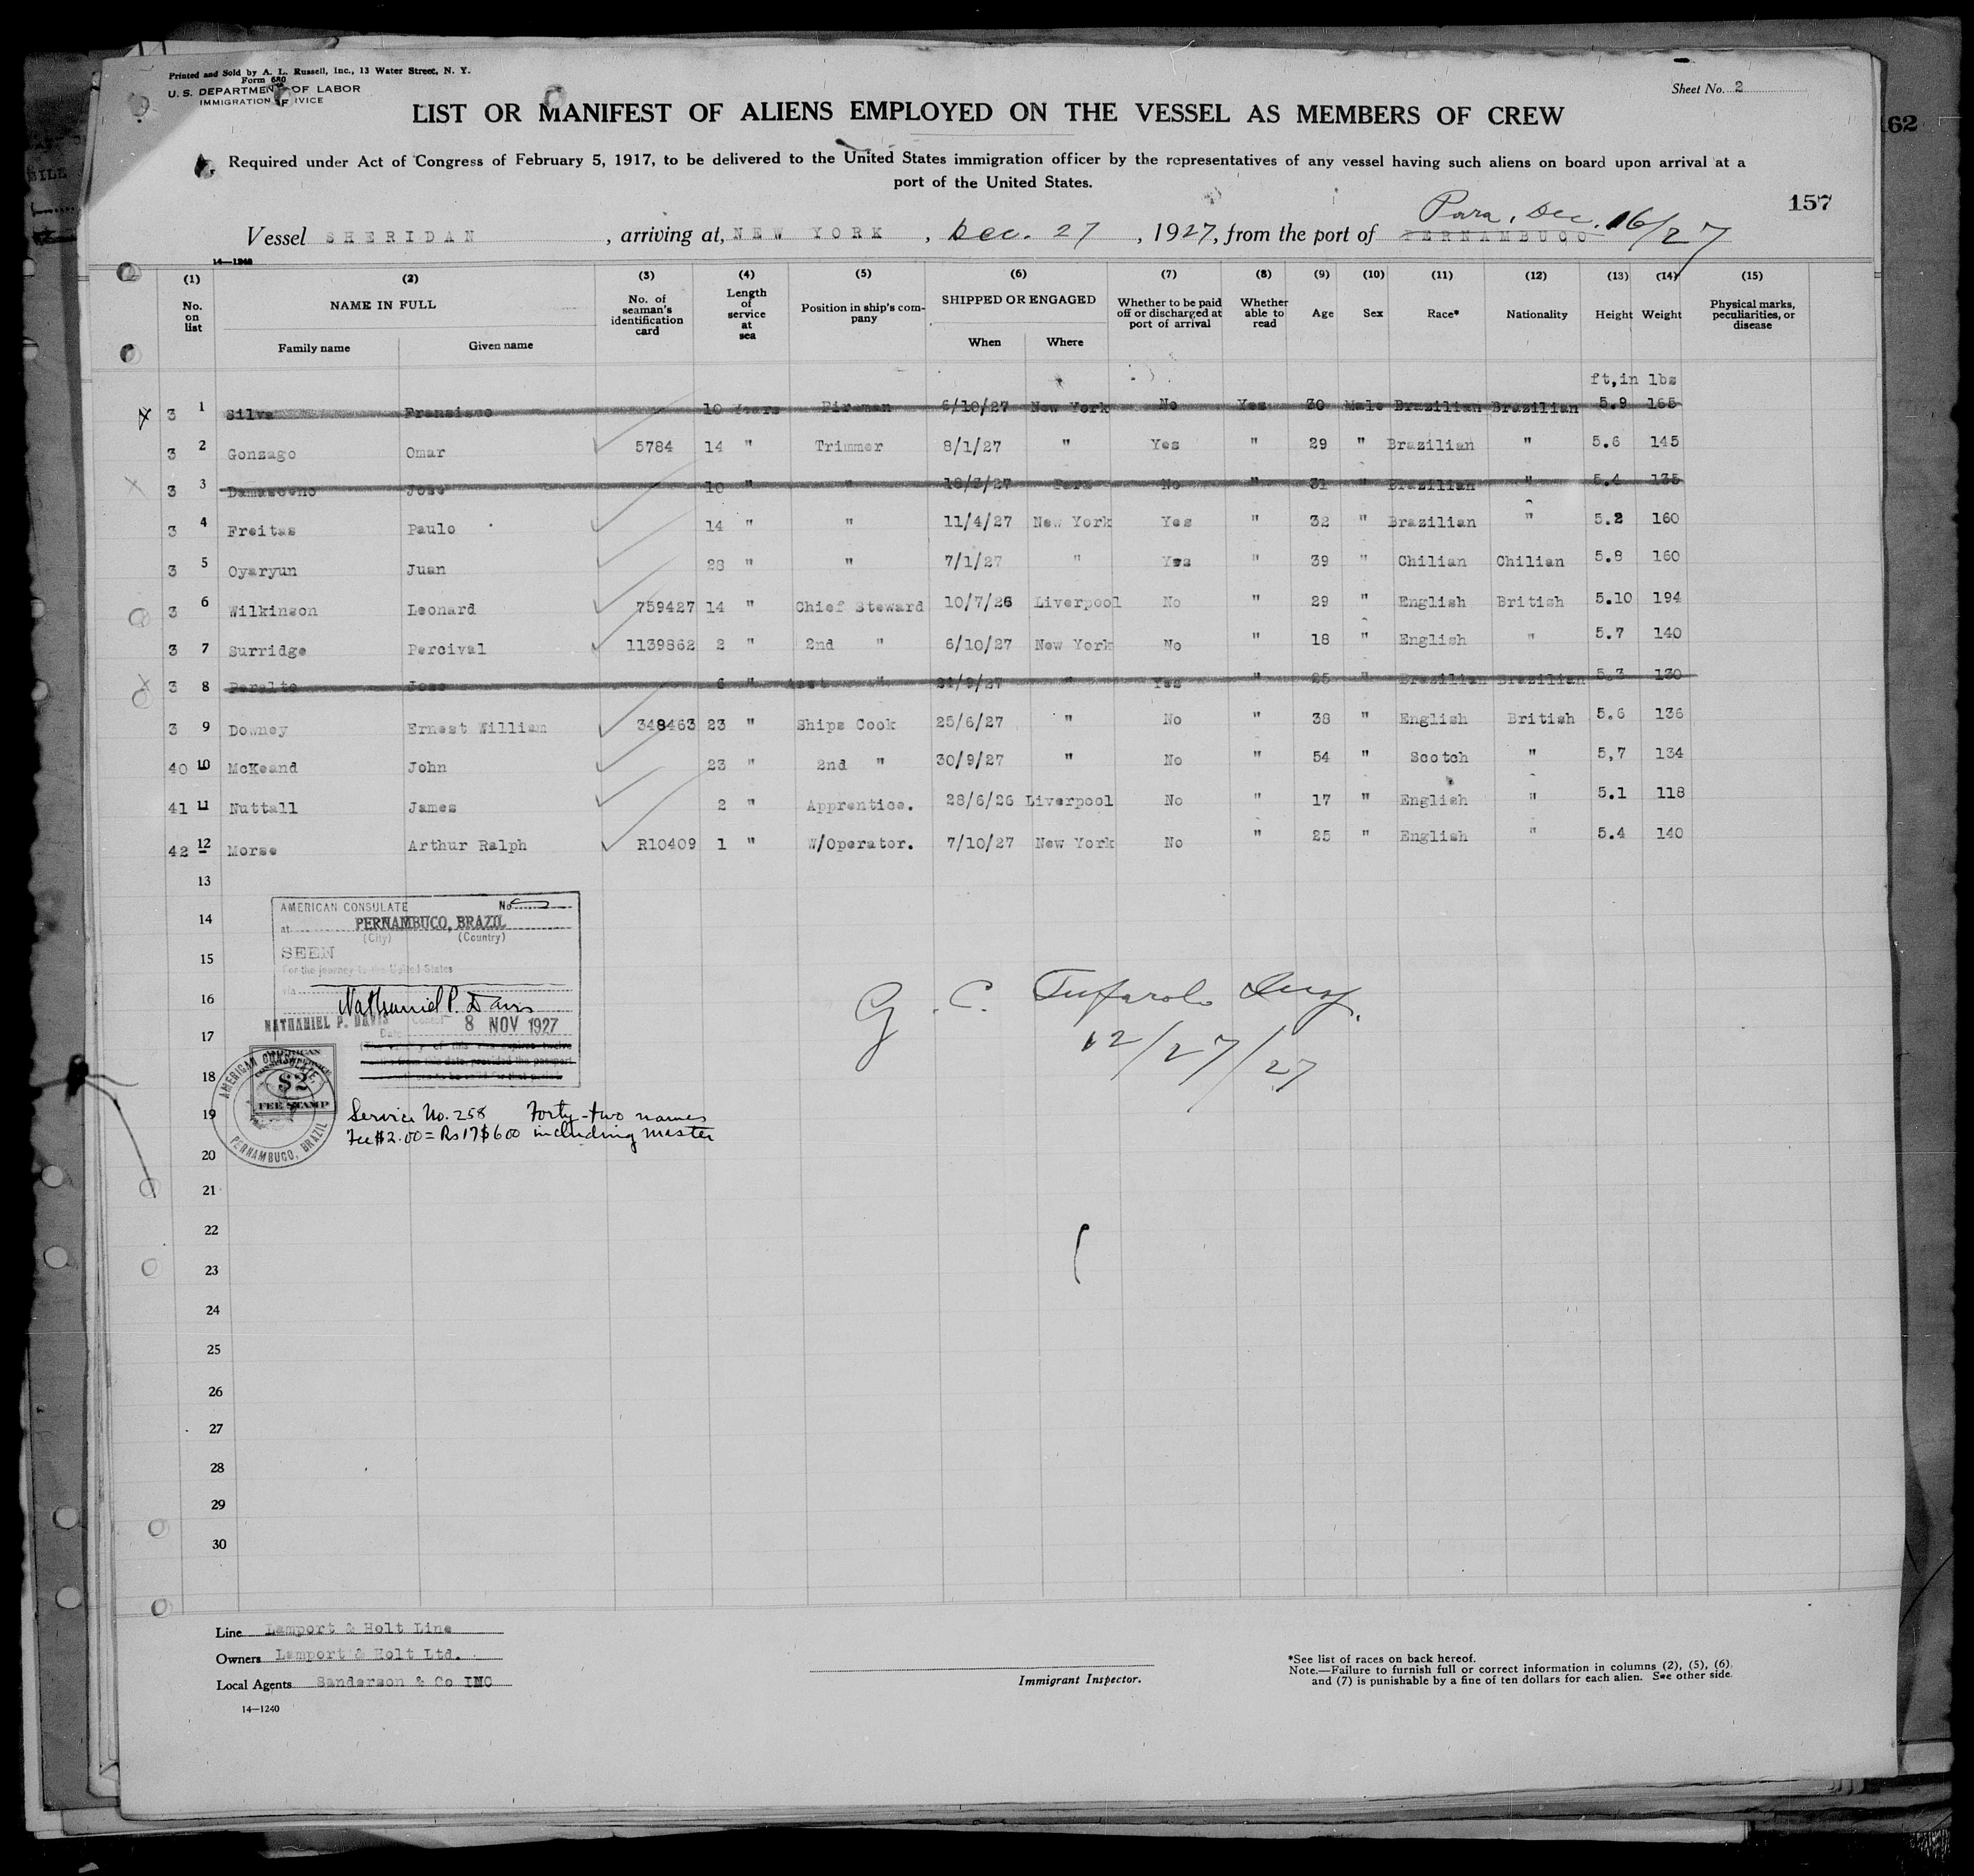 Printed and Sold by A. L. Russell, Inc., 13 Water Street, N. Y.
Form 680
U. S. DEPARTMENT OF LABOR
IMMIGRATION
Sheet No. 2
LIST OR MANIFEST OF ALIENS EMPLOYED ON THE VESSEL AS MEMBERS OF CREW
62
Required under Act of Congress of February 5, 1917, to be delivered to the United States immigration officer by the representatives of any vessel having such aliens on board upon arrival at a
port of the United States.
157
Para, Dec. 16/27
Vessel SHERIDAN , arriving at, NEW YORK , Dec. 27 , 1927, from the port of PERNAMBUCO
14—1240
(1) (2) (3) (4) (5) (6) (7) (8) (9) (10) (11) (12) (13) (14) (15)
No. on list NAME IN FULL No. of seaman's identification card Length of service at sea Position in ship's company SHIPPED OR ENGAGED Whether to be paid off or discharged at port of arrival Whether able to read Age Sex Race* Nationality Height Weight Physical marks, peculiarities, or disease
Family name Given name When Where
ft,in lbs
3 1 Silva Fransisco 10 Years Fireman 6/10/27 New York No Yes 30 Male Brazilian Brazilian 5.9 165
3 2 Gonzago Omar 5784 14 " Trimmer 8/1/27 " Yes " 29 " Brazilian " 5.6 145
3 3 Damasceno Jose 10 " " Para No " 31 " Brazilian " 5.4 135
3 4 Freitas Paulo 14 " " 11/4/27 New York Yes " 32 " Brazilian " 5.2 160
3 5 Oyaryun Juan 28 " " 7/1/27 " Yes " 39 " Chilian Chilian 5.8 160
3 6 Wilkinson Leonard 759427 14 " Chief Steward 10/7/26 Liverpool No " 29 " English British 5.10 194
3 7 Surridge Percival 1139862 2 " 2nd " 6/10/27 New York No " 18 " English " 5.7 140
3 8 Peralto Jose 6 " Asst " " Yes " 25 " Brazilian Brazilian 5.3 130
3 9 Downey Ernest William 348463 23 " Ships Cook 25/6/27 " No " 38 " English British 5.6 136
40 10 McKeand John 23 " 2nd " 30/9/27 " No " 54 " Scotch " 5,7 134
41 11 Nuttall James 2 " Apprentice. 28/6/26 Liverpool No " 17 " English " 5.1 118
42 12 Morse Arthur Ralph R10409 1 " W/Operator. 7/10/27 New York No " 25 " English " 5.4 140
13
14
15
16
17
18
19
20
21
22
23
24
25
26
27
28
29
30
AMERICAN CONSULATE No
at PERNAMBUCO, BRAZIL
(City) (Country)
SEEN
For the journey to the United States
via
Nathaniel P. Davis
NATHANIEL P. DAVIS Consul
Date 8 NOV 1927
AMERICAN CONSULATE,
PERNAMBUCO, BRAZIL
$2
FEE STAMP
Service No. 258 Forty-two names
Fee $2.00 = Rs 17$600 including master
G. C.
12/27/27
Line Lamport & Holt Line
Owners Lamport & Holt Ltd.
Local Agents Sanderson & Co INC
14—1240
Immigrant Inspector.
*See list of races on back hereof.
Note.—Failure to furnish full or correct information in columns (2), (5), (6),
and (7) is punishable by a fine of ten dollars for each alien. See other side.